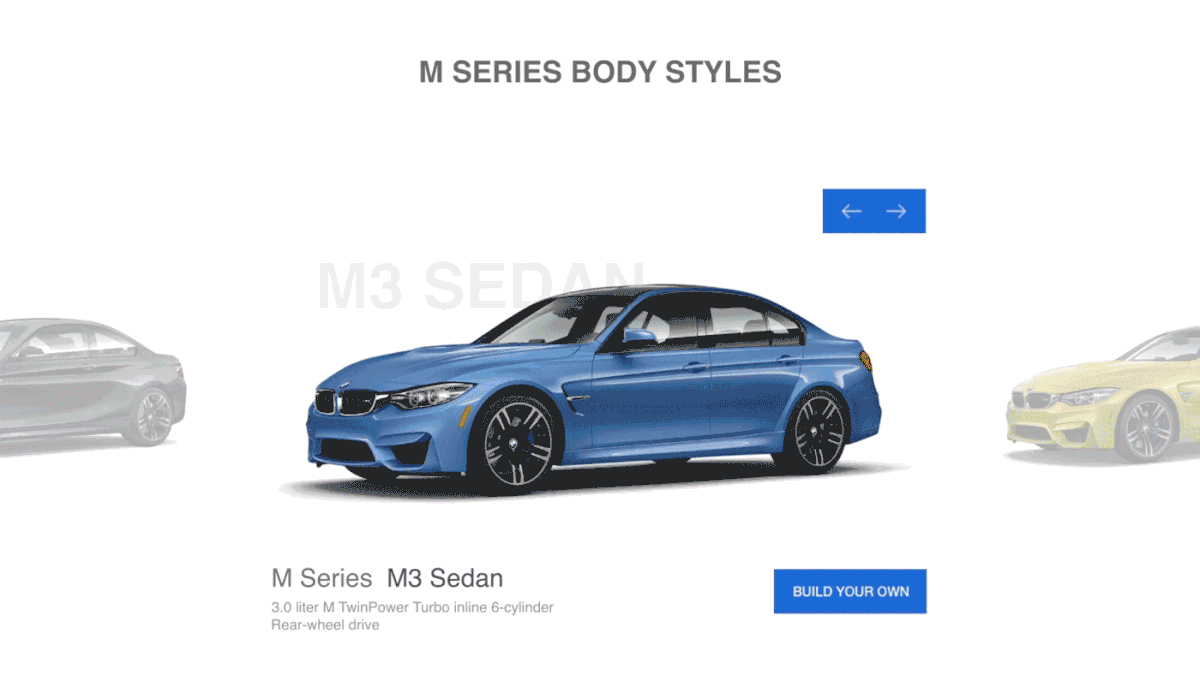 M SERIES BODY STYLES
M3 SEDAN
M Series M3 Sedan
3.0 liter M TwinPower Turbo inline 6-cylinder
Rear-wheel drive
BUILD YOUR OWN